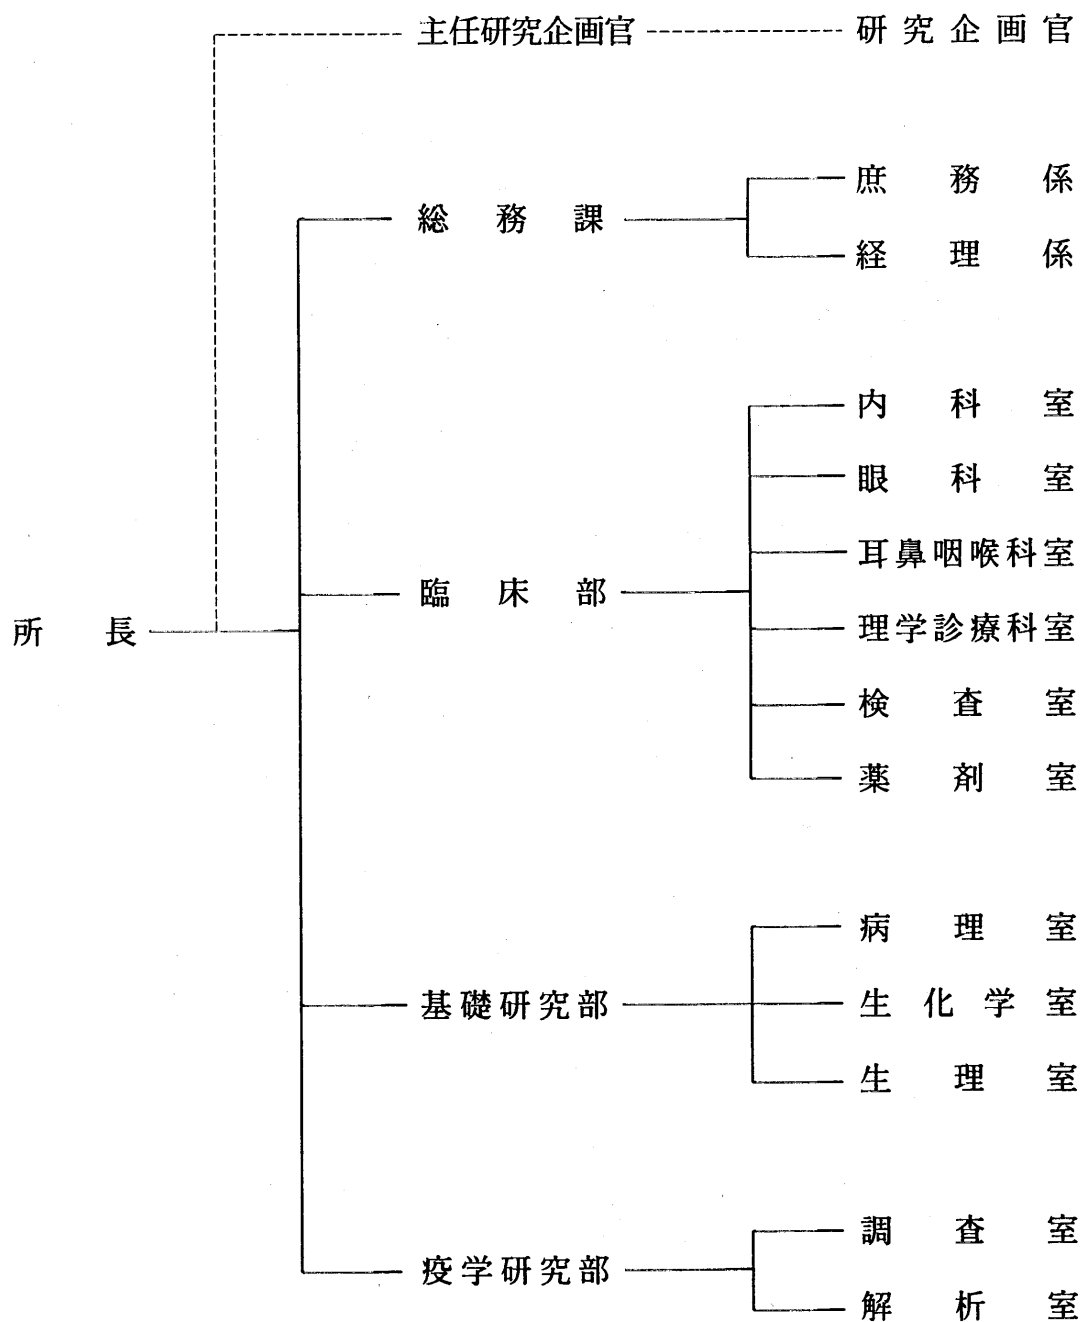 主任研究企画官 研究企画官
庶務係
総務課
経理係
内科室
眼科室
耳鼻咽喉科室
臨床部
理学診療科室
所長
検査室
薬剤室
病理室
基礎研究部 生化学室
生理室
調査室
疫学研究部
解析室